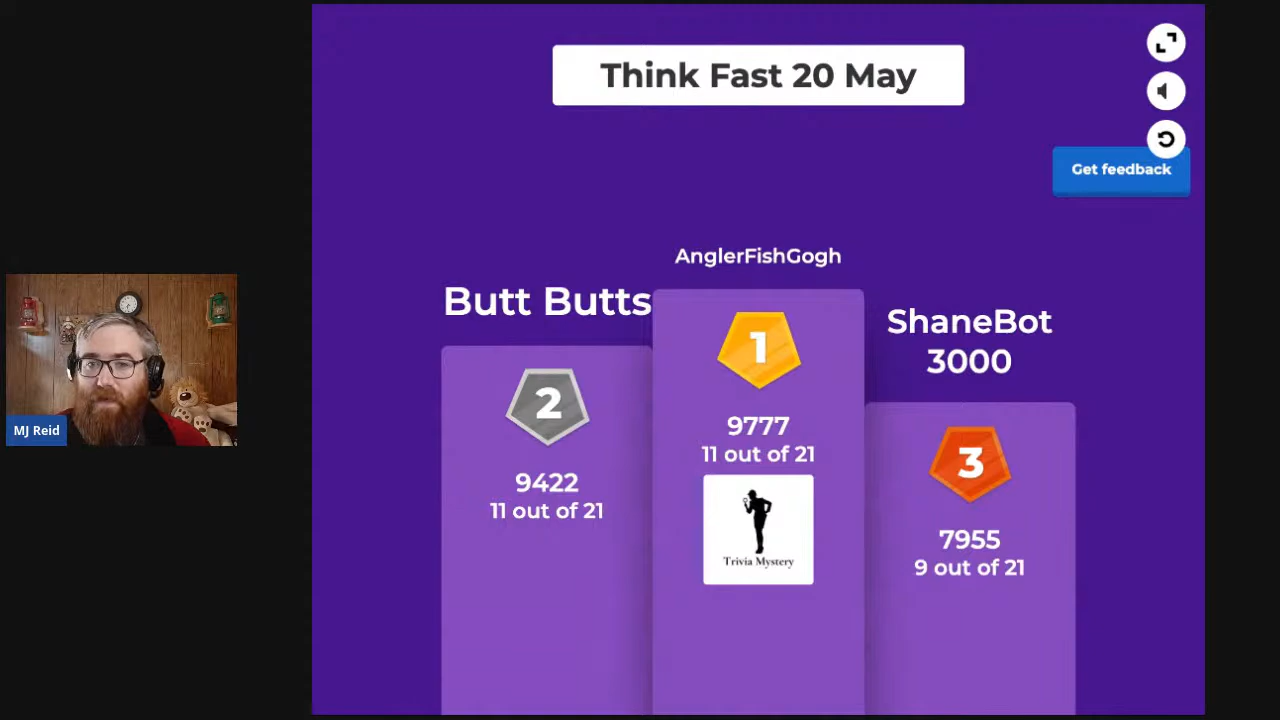 Think Fast 20 May
Get feedback
AnglerFishGogh
Butt Butts
ShaneBot
3000
1
2
3
9777
11 out of 21
9422
11 out of 21
Trivia Mystery
7955
9 out of 21
MJ Reid